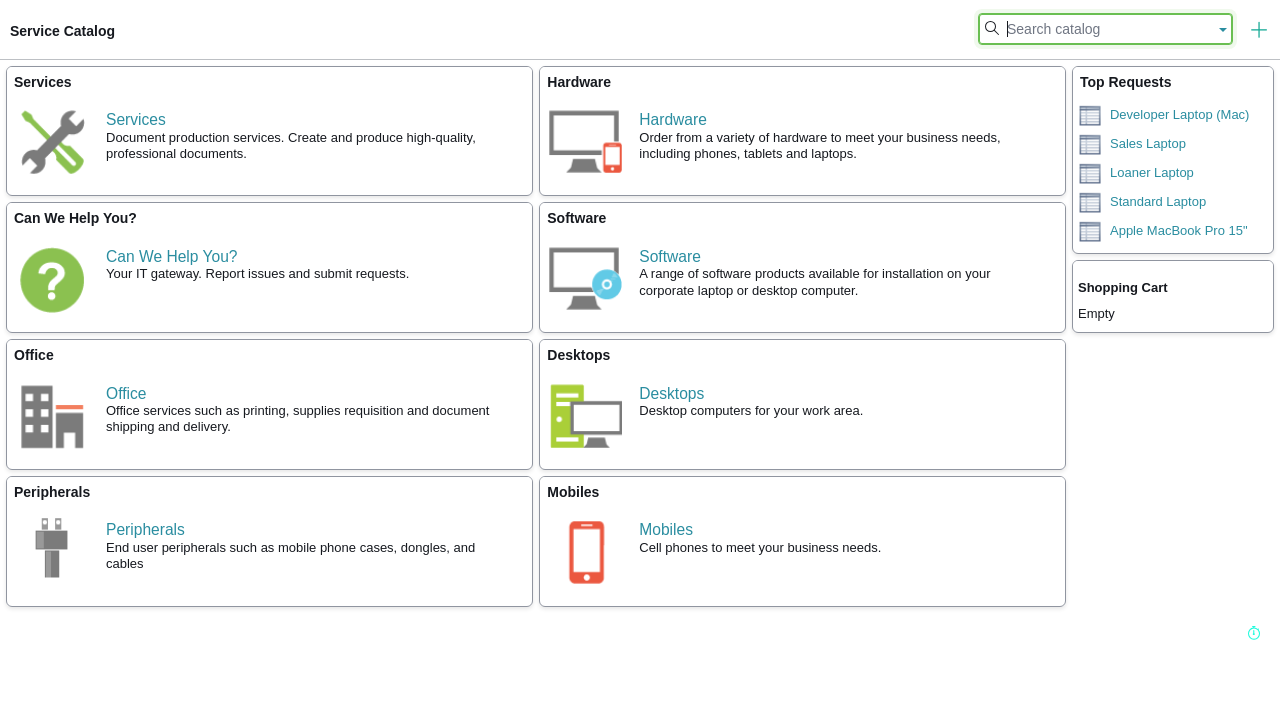 Service Catalog
Search catalog
Services
Services
Document production services. Create and produce high-quality,
professional documents.
Hardware
Hardware
Order from a variety of hardware to meet your business needs,
including phones, tablets and laptops.
Can We Help You?
Can We Help You?
Your IT gateway. Report issues and submit requests.
Software
Software
A range of software products available for installation on your
corporate laptop or desktop computer.
Office
Office
Office services such as printing, supplies requisition and document
shipping and delivery.
Desktops
Desktops
Desktop computers for your work area.
Peripherals
Peripherals
End user peripherals such as mobile phone cases, dongles, and
cables
Mobiles
Mobiles
Cell phones to meet your business needs.
Top Requests
Developer Laptop (Mac)
Sales Laptop
Loaner Laptop
Standard Laptop
Apple MacBook Pro 15"
Shopping Cart
Empty